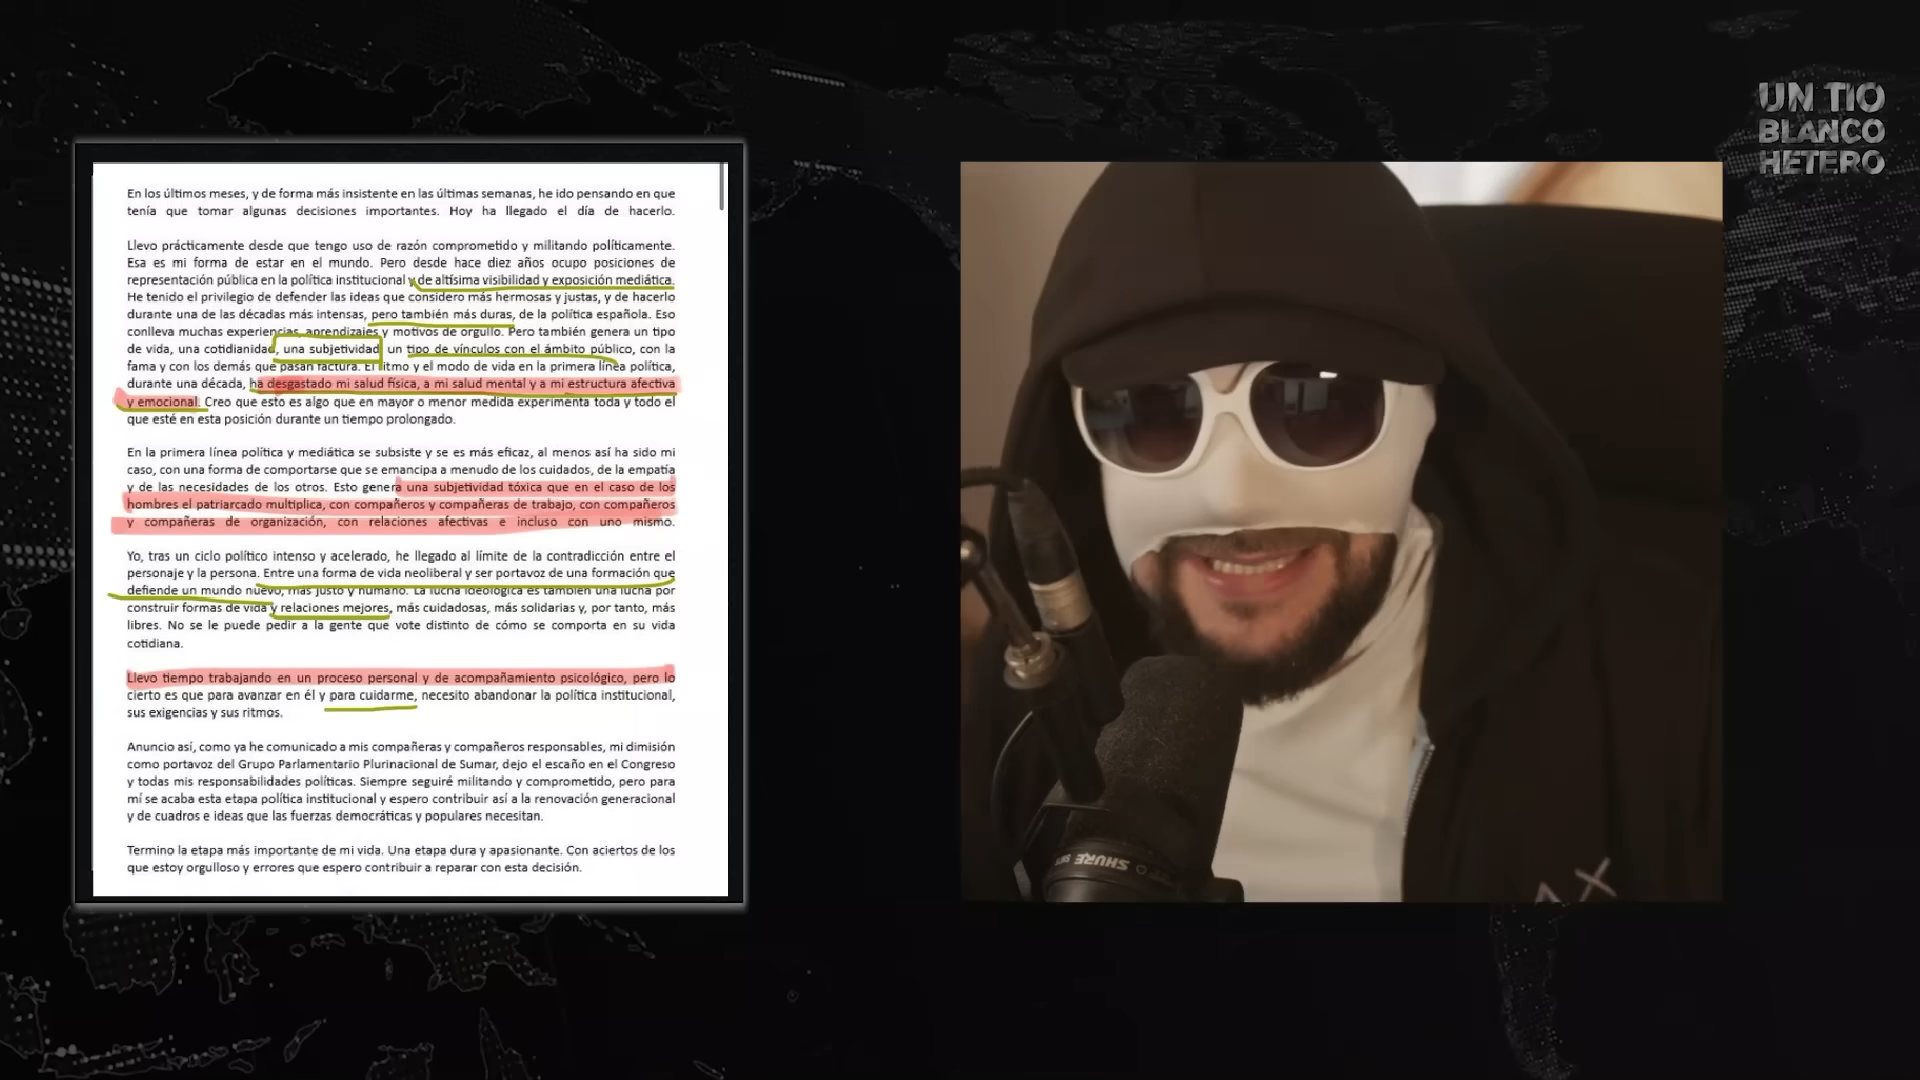 En los últimos meses, y de forma más insistente en las últimas semanas, he ido pensando en que
tenía que tomar algunas decisiones importantes. Hoy ha llegado el día de hacerlo.
Llevo prácticamente desde que tengo uso de razón comprometido y militando políticamente.
Esa es mi forma de estar en el mundo. Pero desde hace diez años ocupo posiciones de
representación pública en la política institucional y de altísima visibilidad y exposición mediática.
He tenido el privilegio de defender las ideas que considero más hermosas y justas, y de hacerlo
durante una de las décadas más intensas, pero también más duras, de la política española. Eso
conlleva muchas experiencias, aprendizajes y motivos de orgullo. Pero también genera un tipo
de vida, una cotidianidad, una subjetividad, un tipo de vínculos con el ámbito público, con la
fama y con los demás que pasan factura. El ritmo y el modo de vida en la primera línea política,
durante una década, ha desgastado mi salud física, a mi salud mental y a mi estructura afectiva
y emocional. Creo que esto es algo que en mayor o menor medida experimenta toda y todo el
que esté en esta posición durante un tiempo prolongado.
En la primera línea política y mediática se subsiste y se es más eficaz, al menos así ha sido mi
caso, con una forma de comportarse que se emancipa a menudo de los cuidados, de la empatía
y de las necesidades de los otros. Esto genera una subjetividad tóxica que en el caso de los
hombres el patriarcado multiplica, con compañeros y compañeras de trabajo, con compañeros
y compañeras de organización, con relaciones afectivas e incluso con uno mismo.
Yo, tras un ciclo político intenso y acelerado, he llegado al límite de la contradicción entre el
personaje y la persona. Entre una forma de vida neoliberal y ser portavoz de una formación que
defiende un mundo nuevo, más justo y humano. La lucha ideológica es también una lucha por
construir formas de vida y relaciones mejores, más cuidadosas, más solidarias y, por tanto, más
libres. No se le puede pedir a la gente que vote distinto de cómo se comporta en su vida
cotidiana.
Llevo tiempo trabajando en un proceso personal y de acompañamiento psicológico, pero lo
cierto es que para avanzar en él y para cuidarme, necesito abandonar la política institucional,
sus exigencias y sus ritmos.
Anuncio así, como ya he comunicado a mis compañeras y compañeros responsables, mi dimisión
como portavoz del Grupo Parlamentario Plurinacional de Sumar, dejo el escaño en el Congreso
y todas mis responsabilidades políticas. Siempre seguiré militando y comprometido, pero para
mí se acaba esta etapa política institucional y espero contribuir así a la renovación generacional
y de cuadros e ideas que las fuerzas democráticas y populares necesitan.
Termino la etapa más importante de mi vida. Una etapa dura y apasionante. Con aciertos de los
que estoy orgulloso y errores que espero contribuir a reparar con esta decisión.
UN TIO
BLANCO
HETERO
SHURE